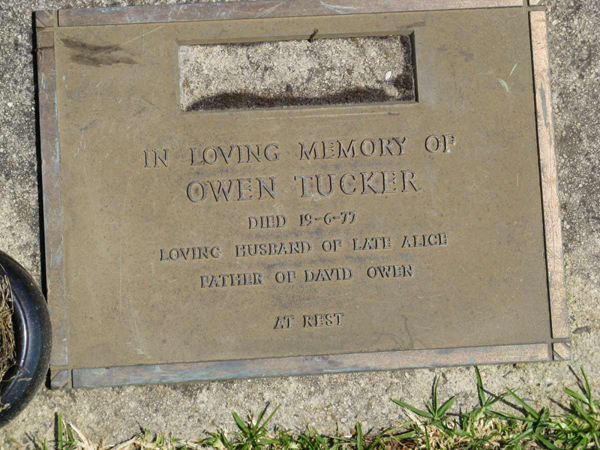 IN LOVING MEMORY OF
OWEN TUCKER
DIED 19-6-77
LOVING HUSBAND OF LATE ALICE
FATHER OF DAVID OWEN
AT REST